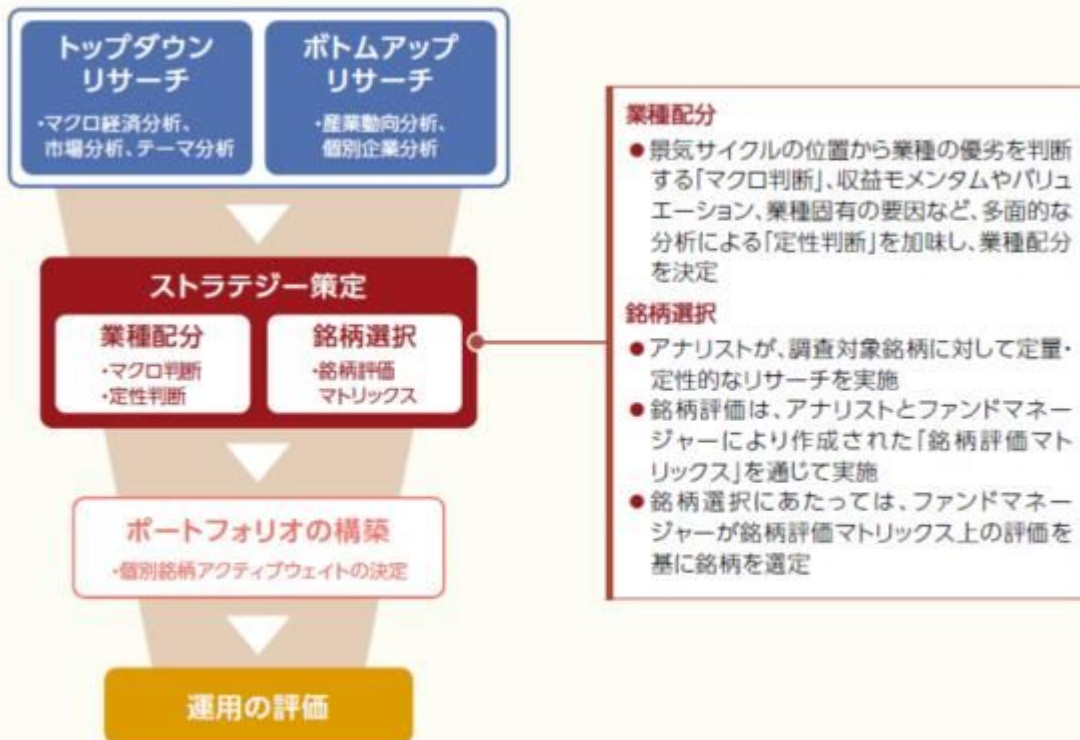 トップダウン
リサーチ
・マクロ経済分析、
市場分析、テーマ分析
ボトムアップ
リサーチ
・産業動向分析、
個別企業分析
ストラテジー策定
業種配分
・マクロ判断
・定性判断
銘柄選択
・銘柄評価
マトリックス
ポートフォリオの構築
・個別銘柄アクティブウェイトの決定
運用の評価
業種配分
●景気サイクルの位置から業種の優劣を判断
する「マクロ判断」、収益モメンタムやバリュ
エーション、業種固有の要因など、多面的な
分析による「定性判断」を加味し、業種配分
を決定
銘柄選択
●アナリストが、調査対象銘柄に対して定量・
定性的なリサーチを実施
●銘柄評価は、アナリストとファンドマネー
ジャーにより作成された「銘柄評価マト
リックス」を通じて実施
●銘柄選択にあたっては、ファンドマネー
ジャーが銘柄評価マトリックス上の評価を
基に銘柄を選定